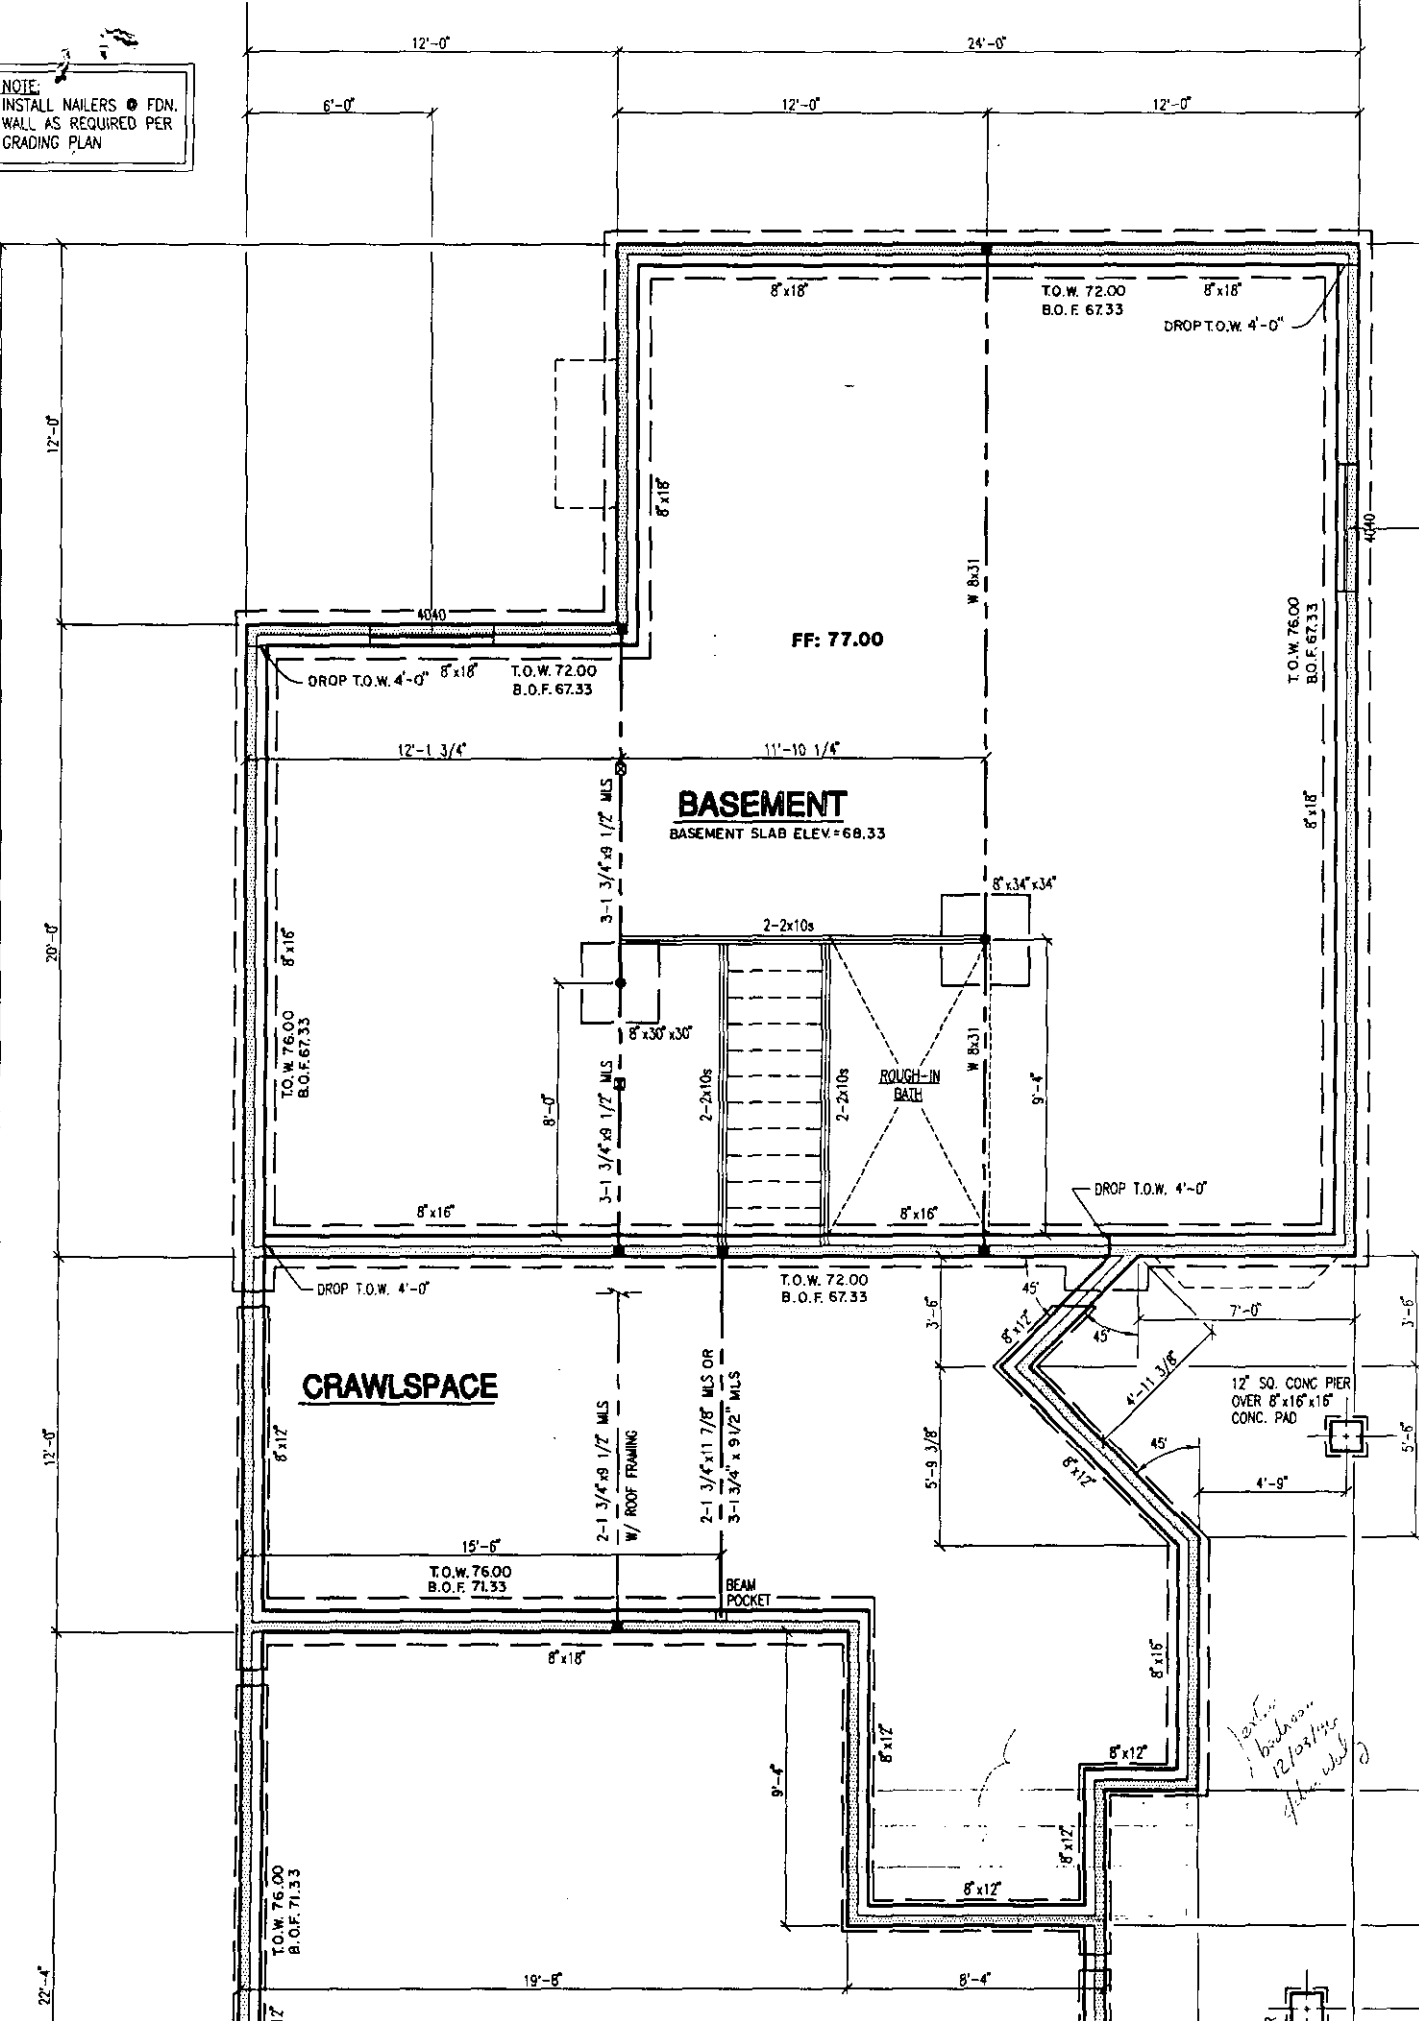 12'-0"
24'-0"
NOTE:
INSTALL NAILERS @ FDN.
WALL AS REQUIRED PER
GRADING PLAN
6'-0"
12'-0"
12'-0"
8"x18"
T.O.W. 72.00
B.O.F. 67.33
8"x18"
DROP T.O.W. 4'-0"
12'-0"
8"x18"
4040
W 8x31
4040
FF: 77.00
T.O.W. 76.00
B.O.F. 67.33
DROP T.O.W. 4'-0"
8"x18"
T.O.W. 72.00
B.O.F. 67.33
12'-1 3/4"
11'-10 1/4"
3-1 3/4"x9 1/2" MLS
BASEMENT
BASEMENT SLAB ELEV.=68.33
8"x18"
8"x34"x34"
2-2x10s
20'-0"
8"x16"
T.O.W. 76.00
B.O.F. 67.33
8"x30"x30"
8'-0"
3-1 3/4"x9 1/2" MLS
2-2x10s
2-2x10s
ROUGH-IN
BATH
W 8x31
9'-4"
8"x16"
8"x16"
DROP T.O.W. 4'-0"
DROP T.O.W. 4'-0"
T.O.W. 72.00
B.O.F. 67.33
45°
3'-6"
8"x12"
45°
7'-0"
3'-6"
CRAWLSPACE
4'-11 3/8"
12" SQ. CONC PIER
OVER 8"x16"x16"
CONC. PAD
12'-0"
8"x12"
2-1 3/4"x9 1/2" MLS
W/ ROOF FRAMING
2-1 3/4"x11 7/8" MLS OR
3-1 3/4" x 9 1/2" MLS
5'-9 3/8"
8"x12"
45°
4'-9"
5'-6"
15'-6"
T.O.W. 76.00
B.O.F. 71.33
BEAM
POCKET
8"x18"
8"x16"
8"x12"
9'-4"
8"x12"
8"x12"
8"x12"
T.O.W. 76.00
B.O.F. 71.33
22'-4"
19'-8"
8'-4"